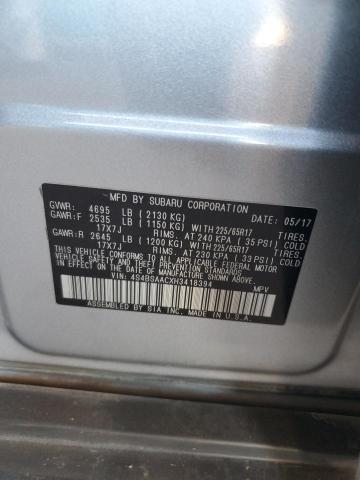 MFD BY SUBARU CORPORATION
GVWR: 4695 LB ( 2130 KG) DATE: 05/17
GAWR:F 2535 LB ( 1150 KG) WITH 225/65R17 TIRES.
17X7J RIMS. AT 240 KPA ( 35 PSI) COLD
GAWR:R 2645 LB ( 1200 KG) WITH 225/65R17 TIRES.
17X7J RIMS. AT 230 KPA ( 33 PSI) COLD
THIS VEHICLE CONFORMS TO ALL APPLICABLE FEDERAL MOTOR
VEHICLE SAFETY STANDARDS IN EFFECT ON THE
DATE OF MANUFACTURE SHOWN ABOVE.
VIN: 4S4BSAACXH3418394 MPV
ASSEMBLED BY SIA INC. MADE IN U.S.A.